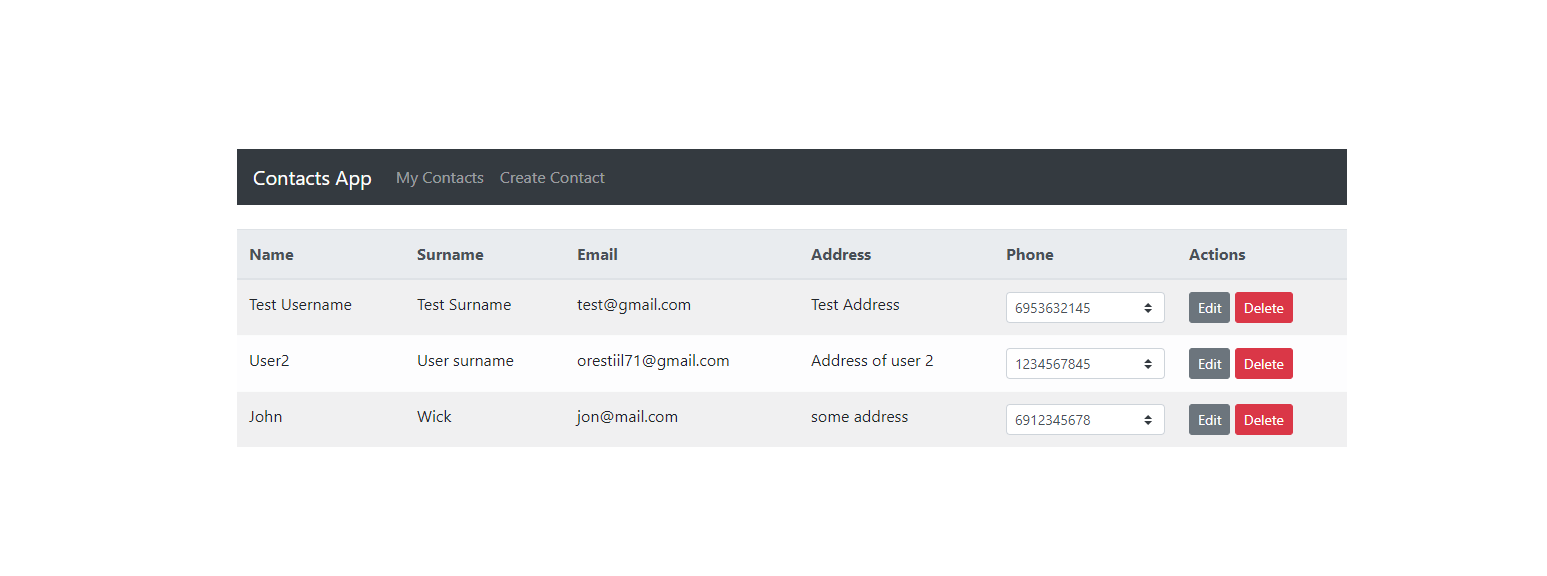 Contacts App My Contacts Create Contact
Name Surname Email Address Phone Actions
Test Username Test Surname test@gmail.com Test Address 6953632145 Edit Delete
User2 User surname orestiil71@gmail.com Address of user 2 1234567845 Edit Delete
John Wick jon@mail.com some address 6912345678 Edit Delete